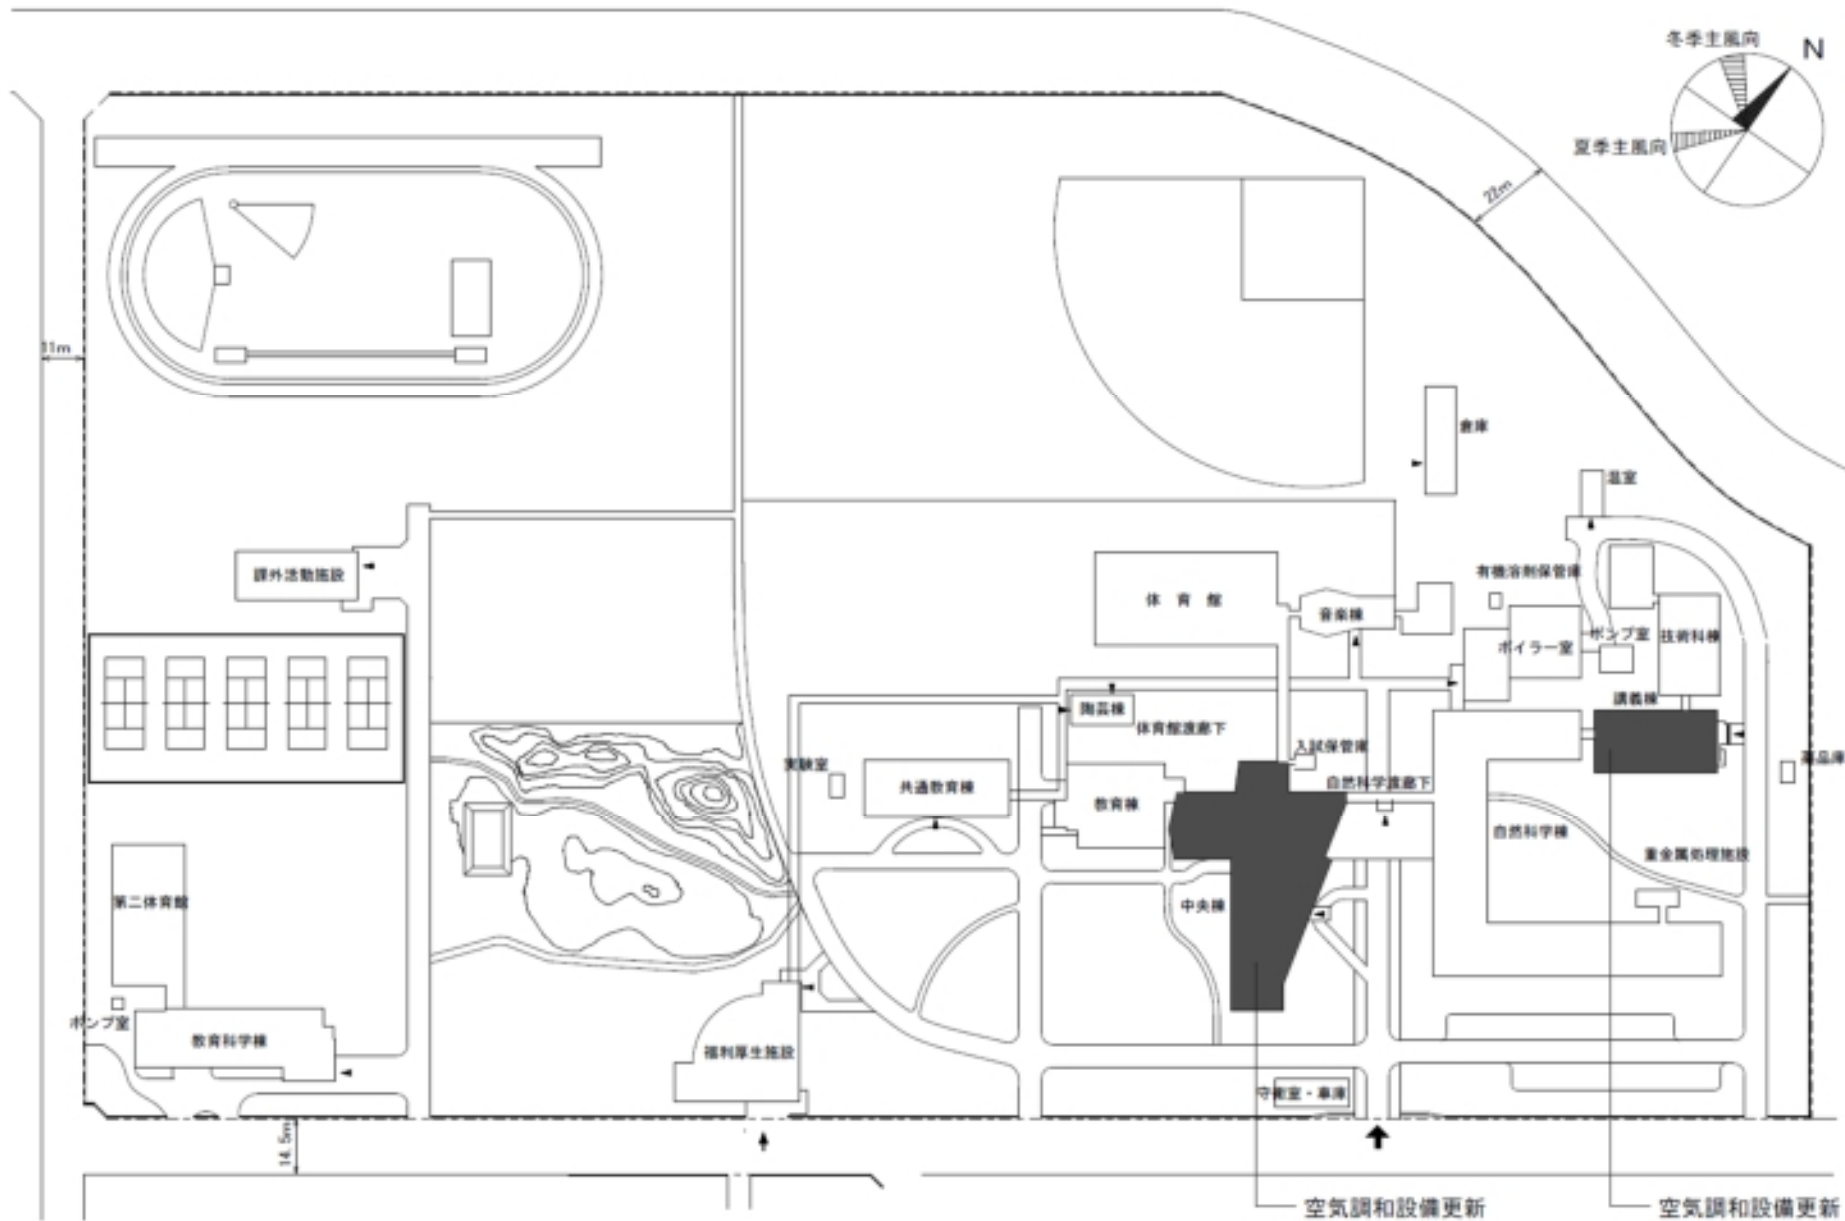 冬季主風向
N
夏季主風向
22m
11m
倉庫
温室
課外活動施設
有機溶剤保管庫
体 育 館
音楽棟
ボイラー室
ポンプ室
技術科棟
講義棟
陶芸棟
体育館渡廊下
入試保管庫
実験室
共通教育棟
教育棟
自然科学渡廊下
薬品庫
自然科学棟
重金属処理施設
第二体育館
中央棟
ポンプ室
教育科学棟
福利厚生施設
守衛室・車庫
14.5m
空気調和設備更新
空気調和設備更新